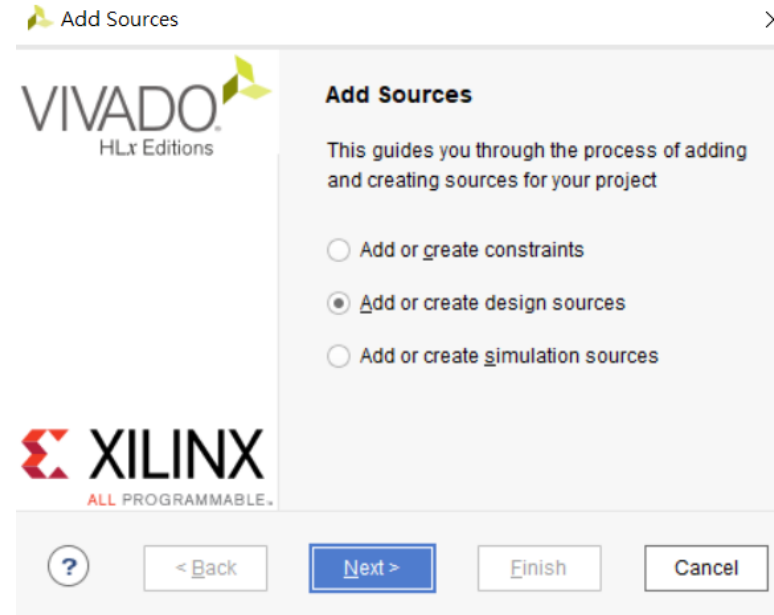 Add Sources
VIVADO.
HLx Editions
Add Sources
This guides you through the process of adding
and creating sources for your project
Add or create constraints
Add or create design sources
Add or create simulation sources
XILINX
ALL PROGRAMMABLE™
?
< Back
Next >
Finish
Cancel